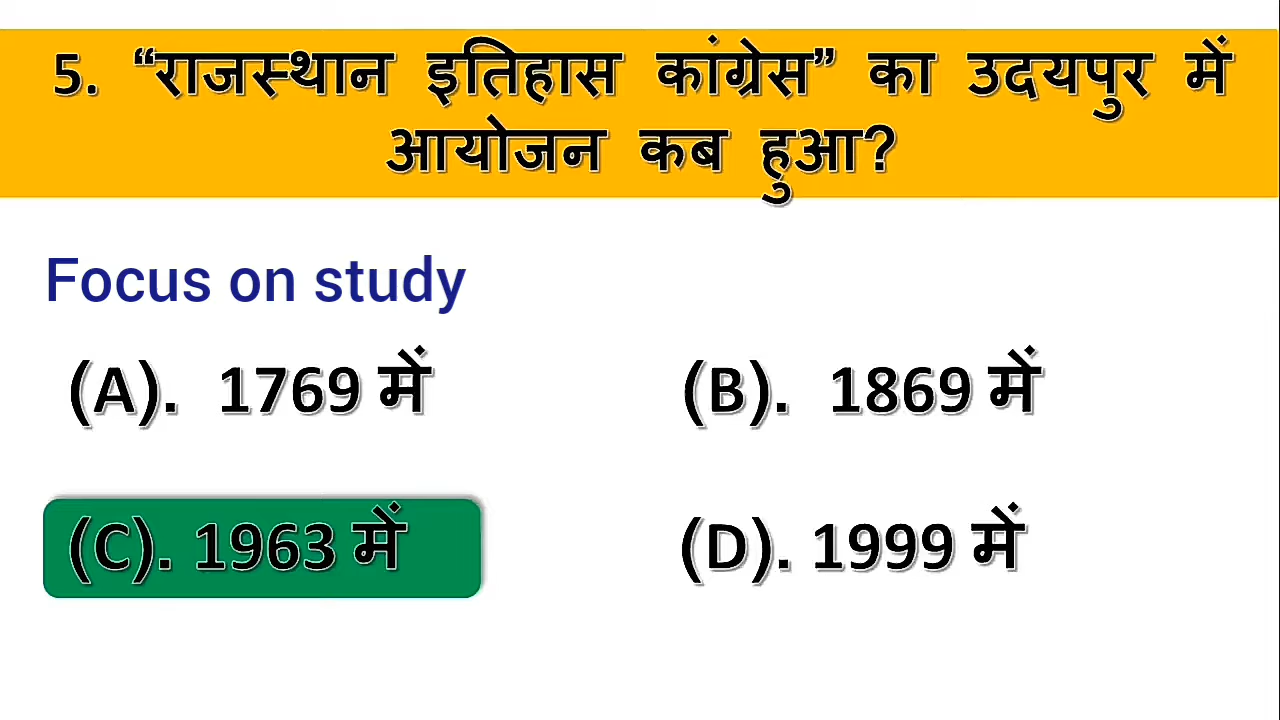 5. “राजस्थान इतिहास कांग्रेस” का उदयपुर में
आयोजन कब हुआ?
Focus on study
(A). 1769 में
(B). 1869 में
(C). 1963 में
(D). 1999 में